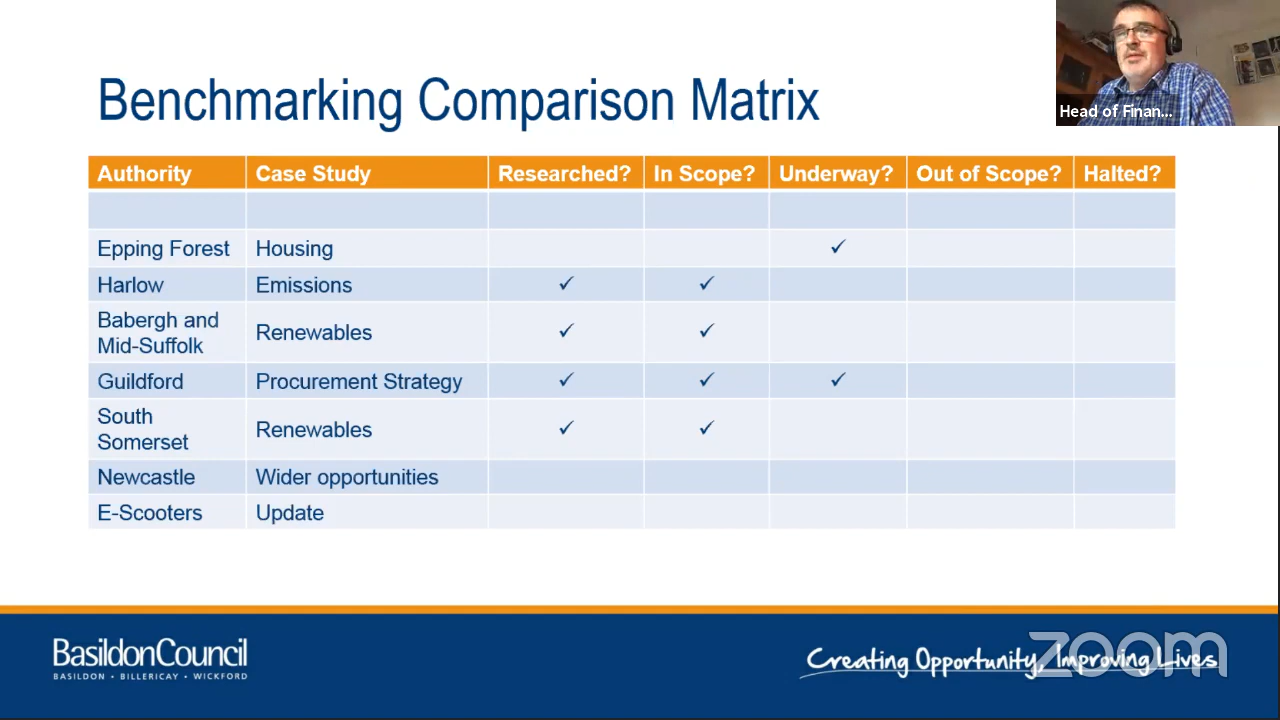 Head of Finan...
Benchmarking Comparison Matrix
Authority Case Study Researched? In Scope? Underway? Out of Scope? Halted?
Epping Forest Housing ✓
Harlow Emissions ✓ ✓
Babergh and
Mid-Suffolk Renewables ✓ ✓
Guildford Procurement Strategy ✓ ✓ ✓
South
Somerset Renewables ✓ ✓
Newcastle Wider opportunities
E-Scooters Update
BasildonCouncil
BASILDON • BILLERICAY • WICKFORD
Creating Opportunity, Improving Lives
zoom